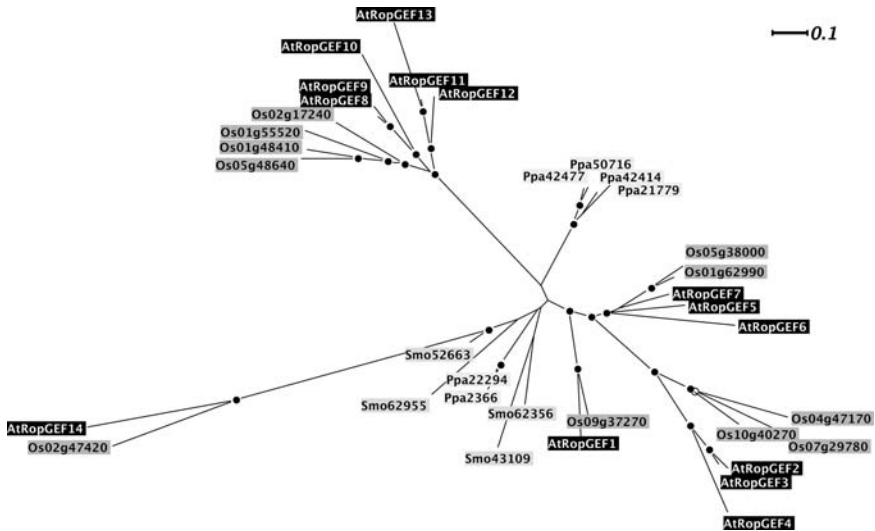 AtRopGEF13
0.1
AtRopGEF10
AtRopGEF11
AtRopGEF9
AtRopGEF12
AtRopGEF8
Os02g17240
Os01g55520
Os01g48410
Os05g48640
Ppa50716
Ppa42477
Ppa42414
Ppa21779
Os05g38000
Os01g62990
AtRopGEF7
AtRopGEF5
AtRopGEF6
Smo52663
Ppa22294
Smo62955
Ppa2366
Smo62356
Os09g37270
Os04g47170
AtRopGEF14
Os10g40270
AtRopGEF1
Os02g47420
Os07g29780
Smo43109
AtRopGEF2
AtRopGEF3
AtRopGEF4